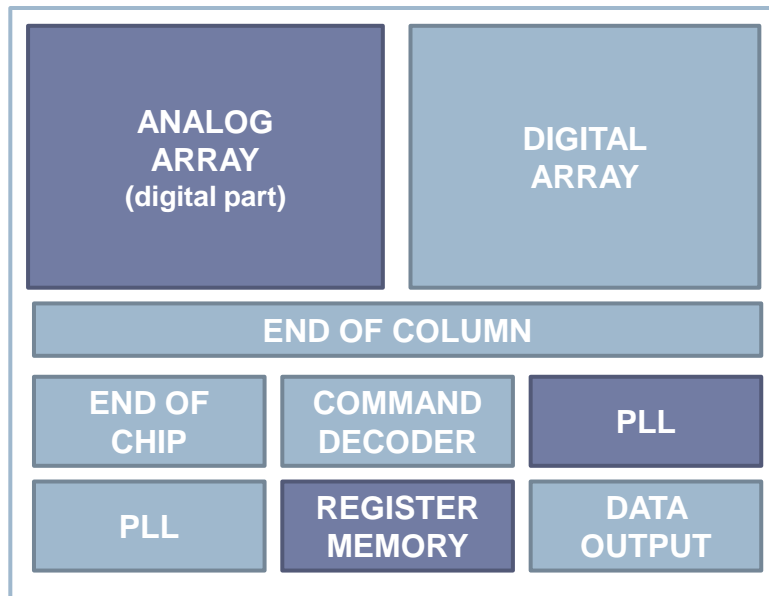 ANALOG
ARRAY
(digital part)
DIGITAL
ARRAY
END OF COLUMN
END OF
CHIP
COMMAND
DECODER
PLL
PLL
REGISTER
MEMORY
DATA
OUTPUT